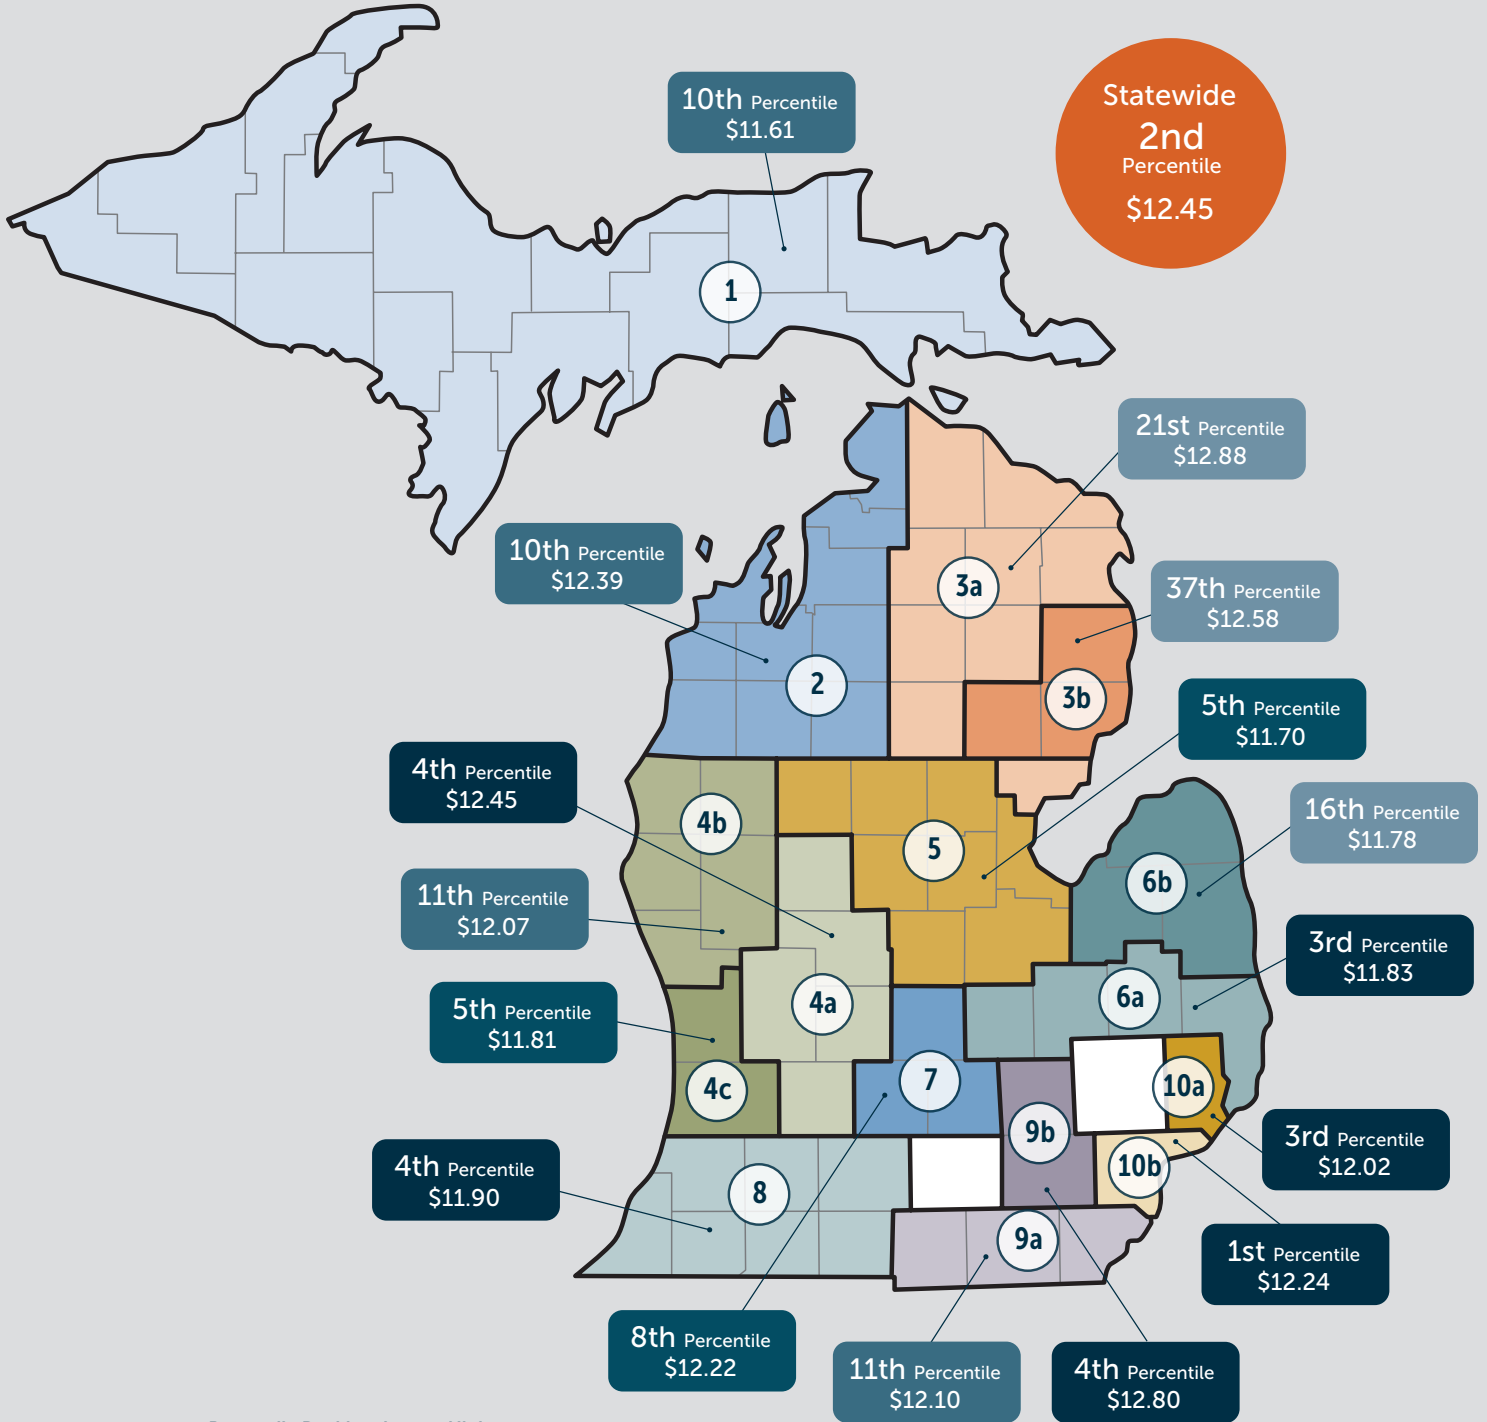 Statewide
2nd
Percentile
$12.45
10th Percentile
$11.61
1
21st Percentile
$12.88
10th Percentile
$12.39
3a
37th Percentile
$12.58
2
3b
5th Percentile
$11.70
4th Percentile
$12.45
4b
5
16th Percentile
$11.78
6b
11th Percentile
$12.07
3rd Percentile
$11.83
4a
6a
5th Percentile
$11.81
4c
7
10a
9b
3rd Percentile
$12.02
10b
4th Percentile
$11.90
8
9a
1st Percentile
$12.24
8th Percentile
$12.22
11th Percentile
$12.10
4th Percentile
$12.80